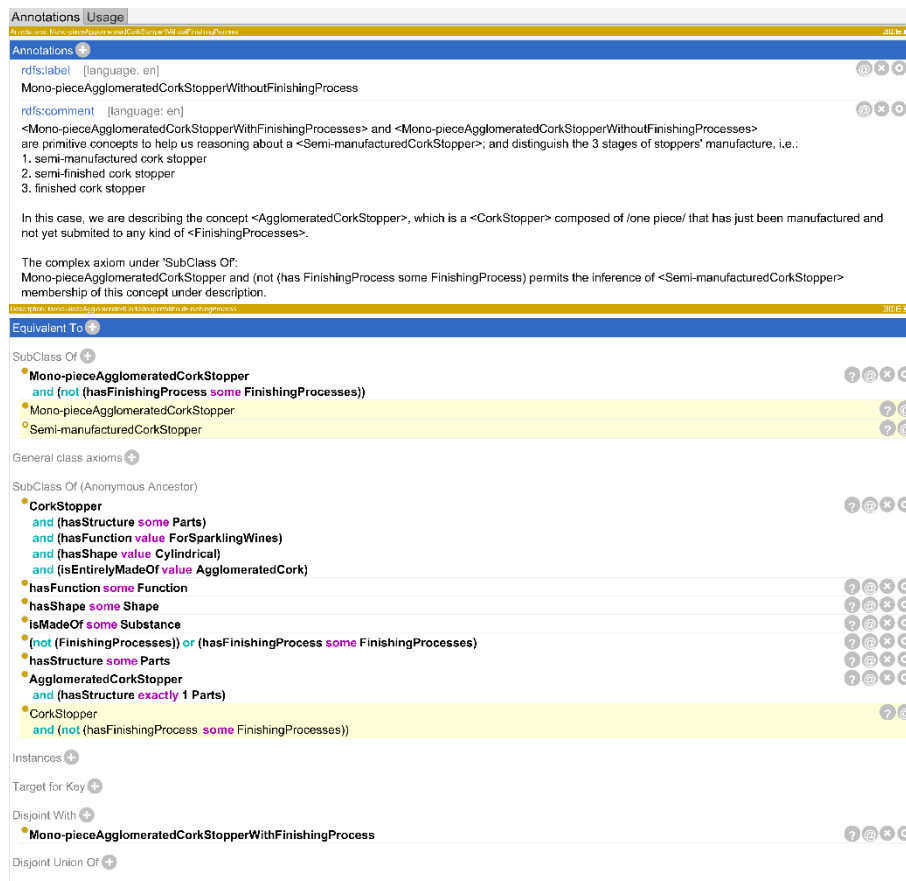 Annotations Usage
Annotations: Mono-pieceAgglomeratedCorkStopperWithoutFinishingProcess
Annotations
rdfs:label [language: en]
Mono-pieceAgglomeratedCorkStopperWithoutFinishingProcess
rdfs:comment [language: en]
<Mono-pieceAgglomeratedCorkStopperWithFinishingProcesses> and <Mono-pieceAgglomeratedCorkStopperWithoutFinishingProcess>
are primitive concepts to help us reasoning about a <Semi-manufacturedCorkStopper>; and distinguish the 3 stages of stoppers' manufacture, i.e.:
1. semi-manufactured cork stopper
2. semi-finished cork stopper
3. finished cork stopper
In this case, we are describing the concept <AgglomeratedCorkStopper>, which is a <CorkStopper> composed of /one piece/ that has just been manufactured and
not yet submited to any kind of <FinishingProcesses>.
The complex axiom under 'SubClass Of':
Mono-pieceAgglomeratedCorkStopper and (not (has FinishingProcess some FinishingProcess) permits the inference of <Semi-manufacturedCorkStopper>
membership of this concept under description.
Description: Mono-pieceAgglomeratedCorkStopperWithoutFinishingProcess
Equivalent To
SubClass Of
Mono-pieceAgglomeratedCorkStopper
and (not (hasFinishingProcess some FinishingProcesses))
Mono-pieceAgglomeratedCorkStopper
Semi-manufacturedCorkStopper
General class axioms
SubClass Of (Anonymous Ancestor)
CorkStopper
and (hasStructure some Parts)
and (hasFunction value ForSparklingWines)
and (hasShape value Cylindrical)
and (isEntirelyMadeOf value AgglomeratedCork)
hasFunction some Function
hasShape some Shape
isMadeOf some Substance
(not (FinishingProcesses)) or (hasFinishingProcess some FinishingProcesses)
hasStructure some Parts
AgglomeratedCorkStopper
and (hasStructure exactly 1 Parts)
CorkStopper
and (not (hasFinishingProcess some FinishingProcesses))
Instances
Target for Key
Disjoint With
Mono-pieceAgglomeratedCorkStopperWithFinishingProcess
Disjoint Union Of